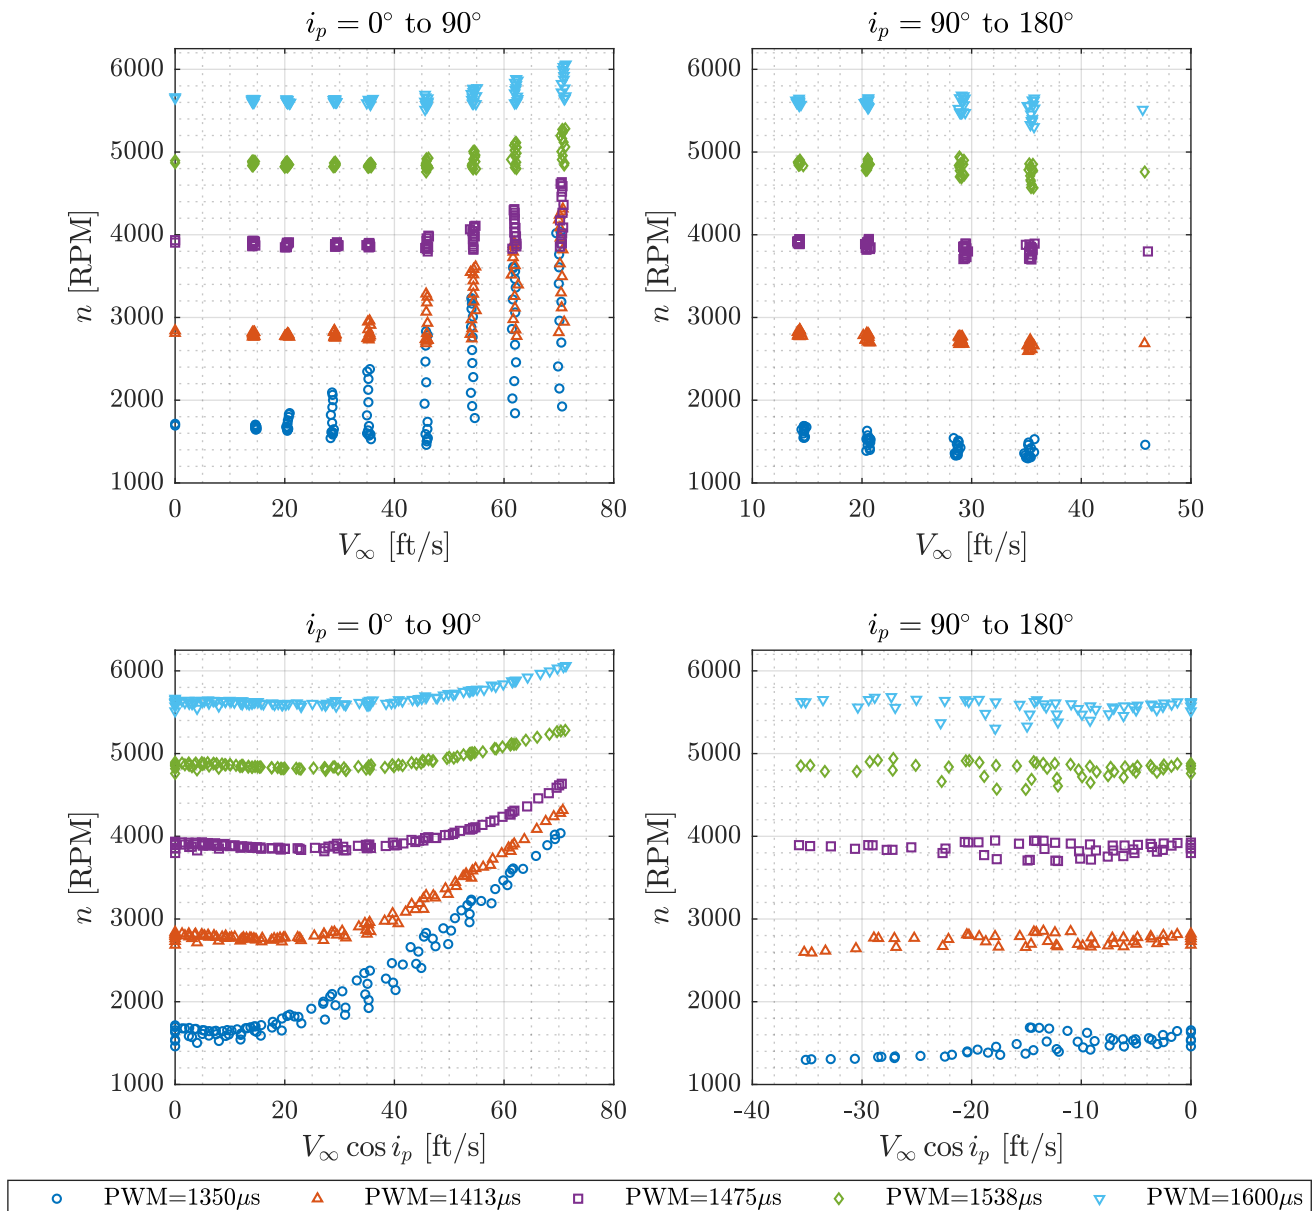 i_p = 0° to 90°
i_p = 90° to 180°
6000
5000
4000
3000
2000
1000
n [RPM]
0 20 40 60 80
V_∞ [ft/s]
6000
5000
4000
3000
2000
1000
n [RPM]
10 20 30 40 50
V_∞ [ft/s]
i_p = 0° to 90°
i_p = 90° to 180°
6000
5000
4000
3000
2000
1000
n [RPM]
0 20 40 60 80
V_∞ cos i_p [ft/s]
6000
5000
4000
3000
2000
1000
n [RPM]
-40 -30 -20 -10 0
V_∞ cos i_p [ft/s]
PWM=1350μs PWM=1413μs PWM=1475μs PWM=1538μs PWM=1600μs